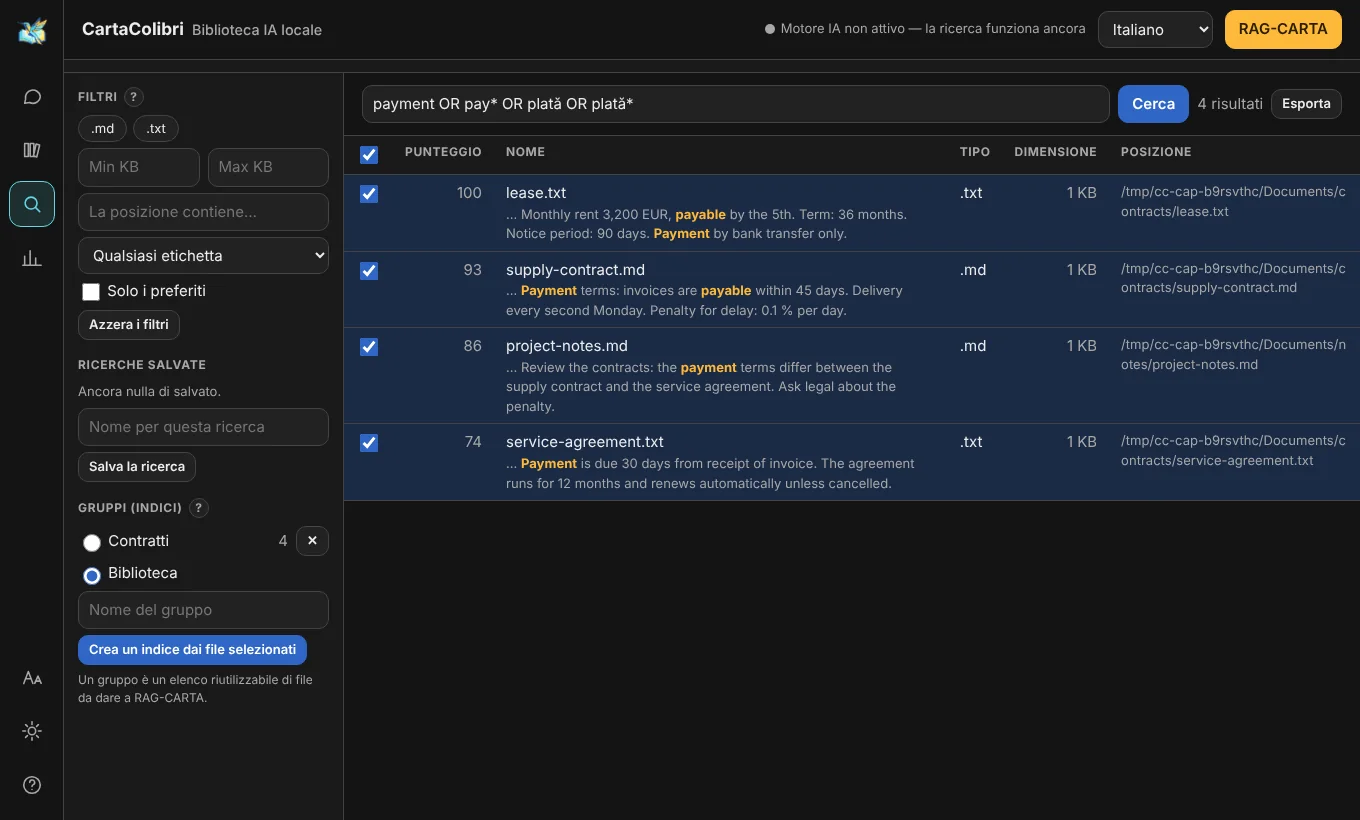 CartaColibri Biblioteca IA locale
Motore IA non attivo — la ricerca funziona ancora
Italiano
RAG-CARTA
FILTRI ?
.md .txt
Min KB Max KB
La posizione contiene...
Qualsiasi etichetta
Solo i preferiti
Azzera i filtri
RICERCHE SALVATE
Ancora nulla di salvato.
Nome per questa ricerca
Salva la ricerca
GRUPPI (INDICI) ?
Contratti 4 ×
Biblioteca
Nome del gruppo
Crea un indice dai file selezionati
Un gruppo è un elenco riutilizzabile di file
da dare a RAG-CARTA.
AA
?
payment OR pay* OR plată OR plată*
Cerca
4 risultati
Esporta
PUNTEGGIO NOME TIPO DIMENSIONE POSIZIONE
100 lease.txt .txt 1 KB /tmp/cc-cap-b9rsvthc/Documents/c
ontracts/lease.txt
... Monthly rent 3,200 EUR, payable by the 5th. Term: 36 months.
Notice period: 90 days. Payment by bank transfer only.
93 supply-contract.md .md 1 KB /tmp/cc-cap-b9rsvthc/Documents/c
ontracts/supply-contract.md
... Payment terms: invoices are payable within 45 days. Delivery
every second Monday. Penalty for delay: 0.1 % per day.
86 project-notes.md .md 1 KB /tmp/cc-cap-b9rsvthc/Documents/n
otes/project-notes.md
... Review the contracts: the payment terms differ between the
supply contract and the service agreement. Ask legal about the
penalty.
74 service-agreement.txt .txt 1 KB /tmp/cc-cap-b9rsvthc/Documents/c
ontracts/service-agreement.txt
... Payment is due 30 days from receipt of invoice. The agreement
runs for 12 months and renews automatically unless cancelled.